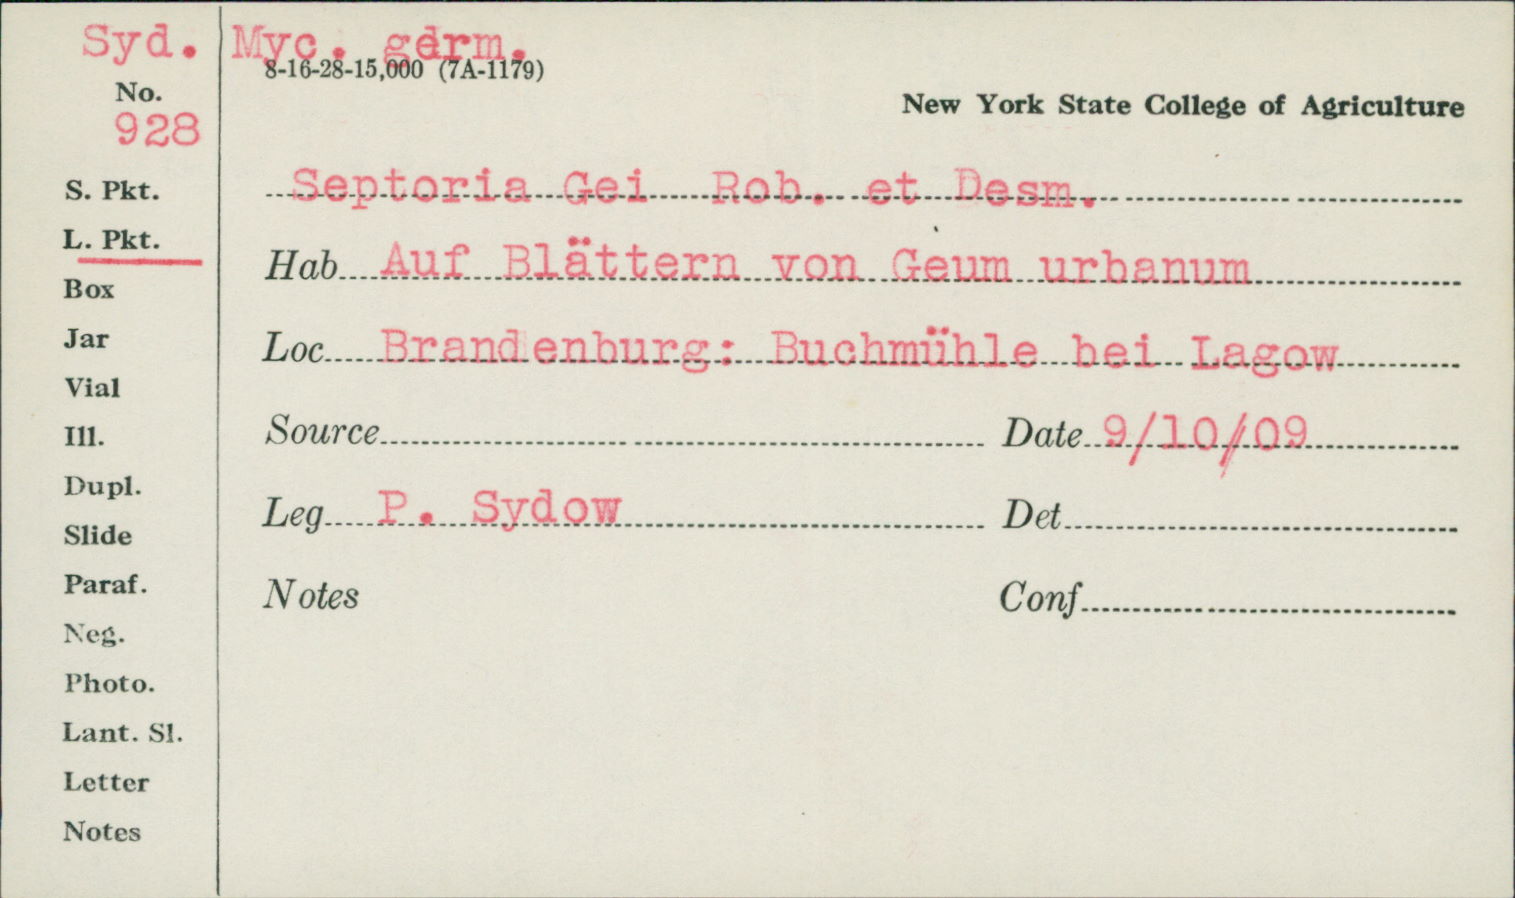 Syd. Myc. germ.
8-16-28-15,000 (7A-1179)
No.
928
New York State College of Agriculture
S. Pkt.
Septoria Gei Rob. et Desm.
L. Pkt.
Hab Auf Blättern von Geum urbanum
Box
Jar
Loc Brandenburg: Buchmühle bei Lagow
Vial
Ill.
Source Date 9/10/09
Dupl.
Leg P. Sydow Det
Slide
Paraf.
Notes Conf
Neg.
Photo.
Lant. Sl.
Letter
Notes